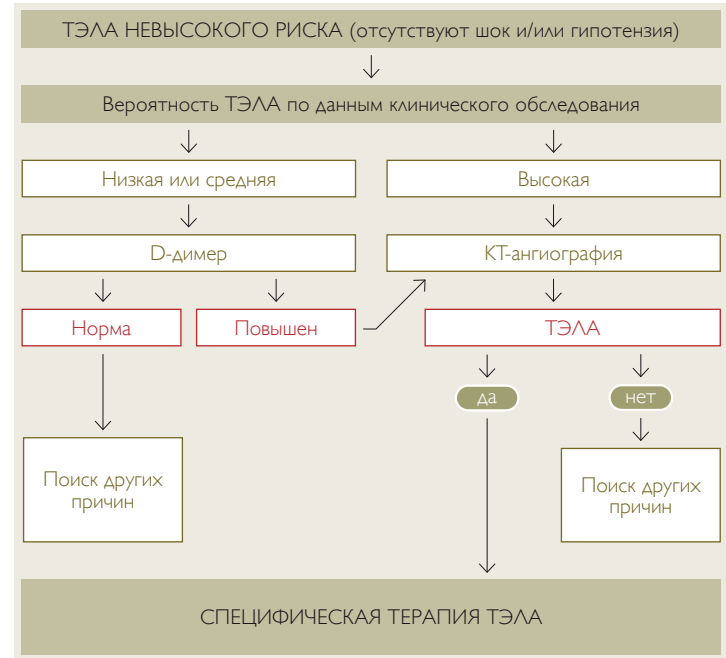 ТЭЛА НЕВЫСОКОГО РИСКА (отсутствуют шок и/или гипотензия)
Вероятность ТЭЛА по данным клинического обследования
Низкая или средняя
Высокая
D-димер
КТ-ангиография
Норма
Повышен
ТЭЛА
да
нет
Поиск других
причин
Поиск других
причин
СПЕЦИФИЧЕСКАЯ ТЕРАПИЯ ТЭЛА